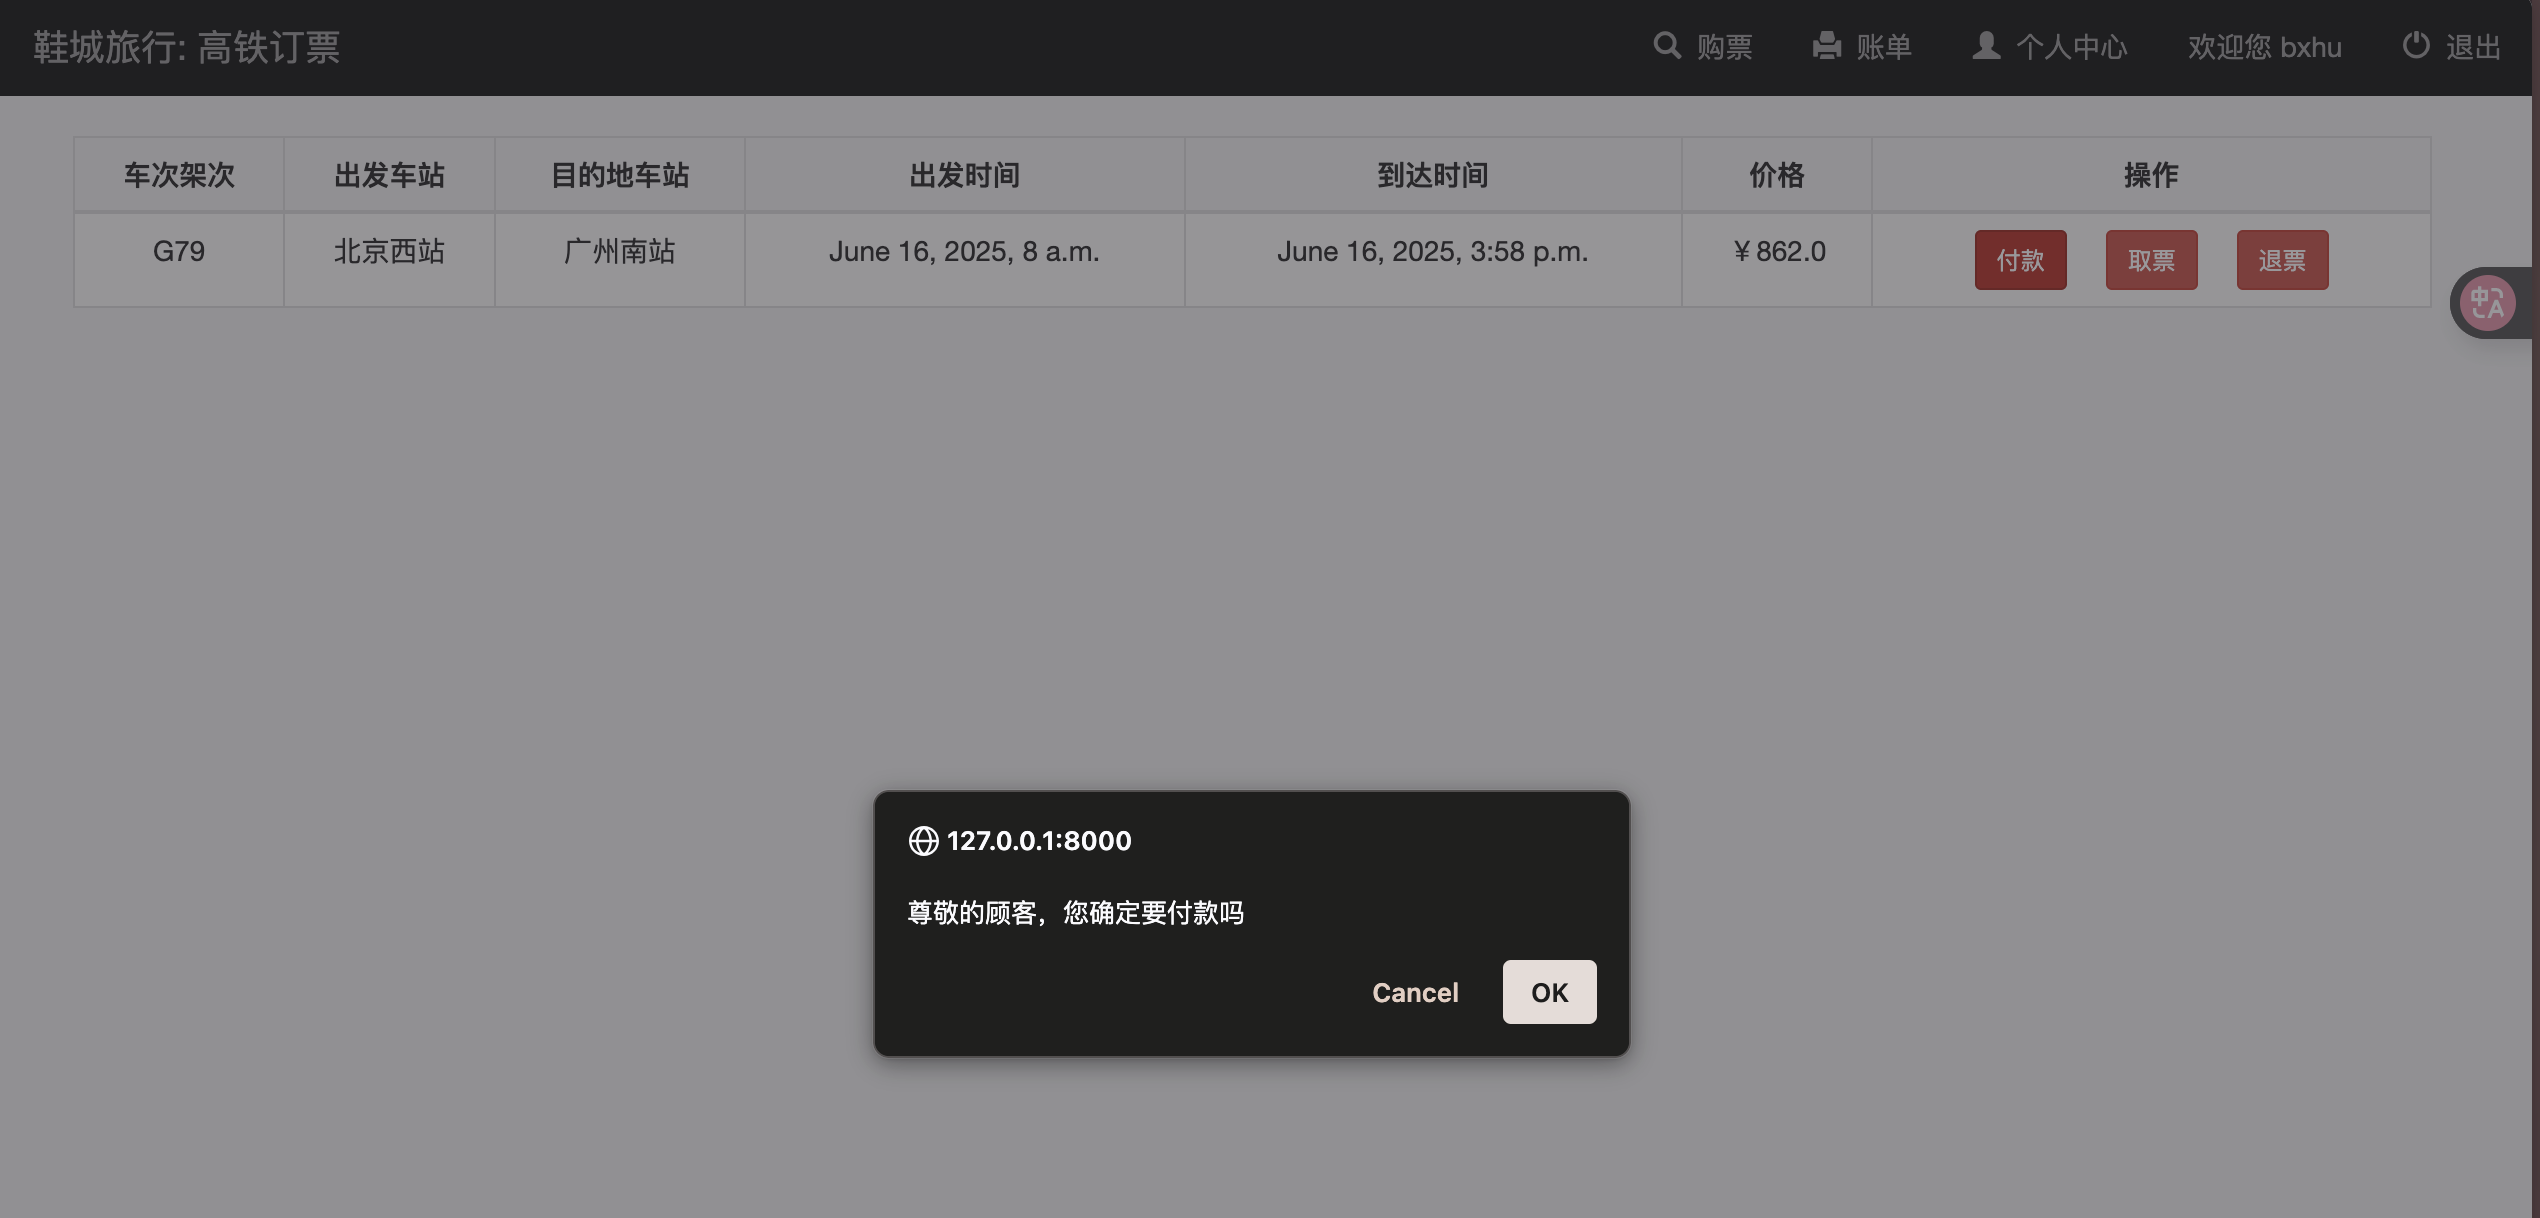 鞋城旅行: 高铁订票 购票 账单 个人中心 欢迎您 bxhu 退出
车次架次 出发车站 目的地车站 出发时间 到达时间 价格 操作
G79 北京西站 广州南站 June 16, 2025, 8 a.m. June 16, 2025, 3:58 p.m. ¥862.0 付款 取票 退票
中A
127.0.0.1:8000
尊敬的顾客，您确定要付款吗
Cancel OK